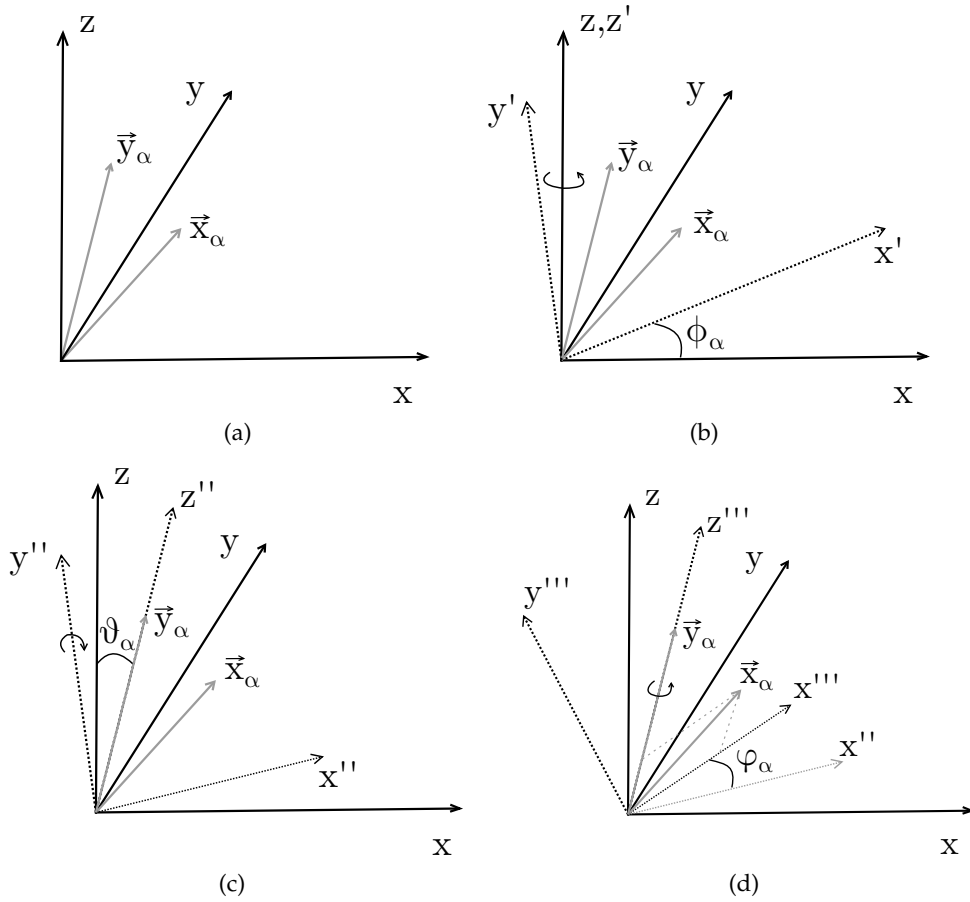 z
y
y⃗α
x⃗α
x
(a)
z,z'
y'
y
y⃗α
x⃗α
x'
ϕα
x
(b)
z
z''
y''
y
ϑα
y⃗α
x⃗α
x''
x
(c)
z
z'''
y'''
y
y⃗α
x⃗α
x'''
x''
φα
x
(d)